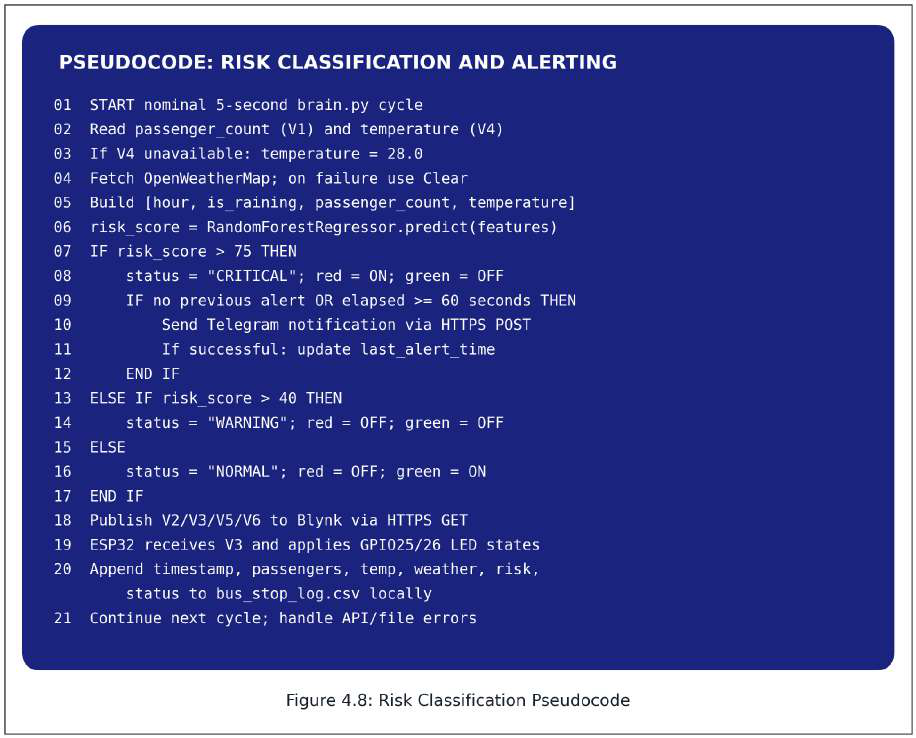 PSEUDOCODE: RISK CLASSIFICATION AND ALERTING
01 START nominal 5-second brain.py cycle
02 Read passenger_count (V1) and temperature (V4)
03 If V4 unavailable: temperature = 28.0
04 Fetch OpenWeatherMap; on failure use Clear
05 Build [hour, is_raining, passenger_count, temperature]
06 risk_score = RandomForestRegressor.predict(features)
07 IF risk_score > 75 THEN
08     status = "CRITICAL"; red = ON; green = OFF
09     IF no previous alert OR elapsed >= 60 seconds THEN
10         Send Telegram notification via HTTPS POST
11         If successful: update last_alert_time
12     END IF
13 ELSE IF risk_score > 40 THEN
14     status = "WARNING"; red = OFF; green = OFF
15 ELSE
16     status = "NORMAL"; red = OFF; green = ON
17 END IF
18 Publish V2/V3/V5/V6 to Blynk via HTTPS GET
19 ESP32 receives V3 and applies GPIO25/26 LED states
20 Append timestamp, passengers, temp, weather, risk,
    status to bus_stop_log.csv locally
21 Continue next cycle; handle API/file errors
Figure 4.8: Risk Classification Pseudocode